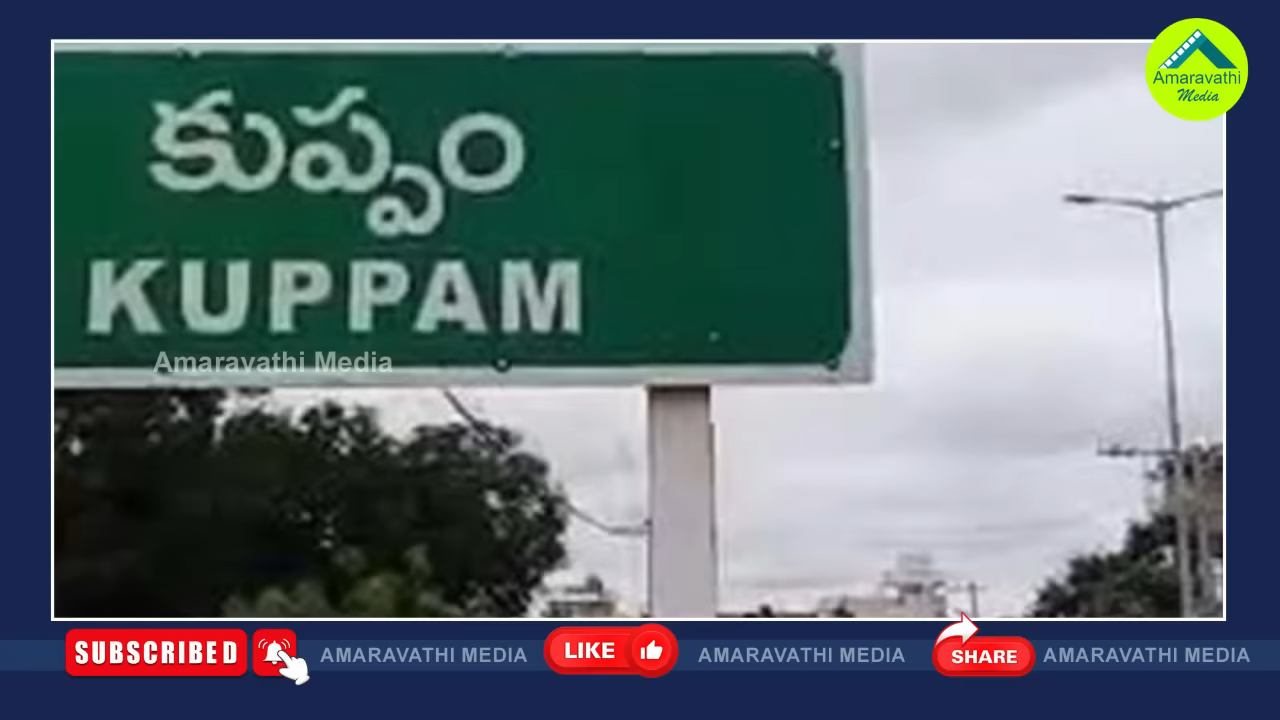 Amaravathi
Media
కుప్పం
KUPPAM
Amaravathi Media
SUBSCRIBED AMARAVATHI MEDIA LIKE AMARAVATHI MEDIA SHARE AMARAVATHI MEDIA